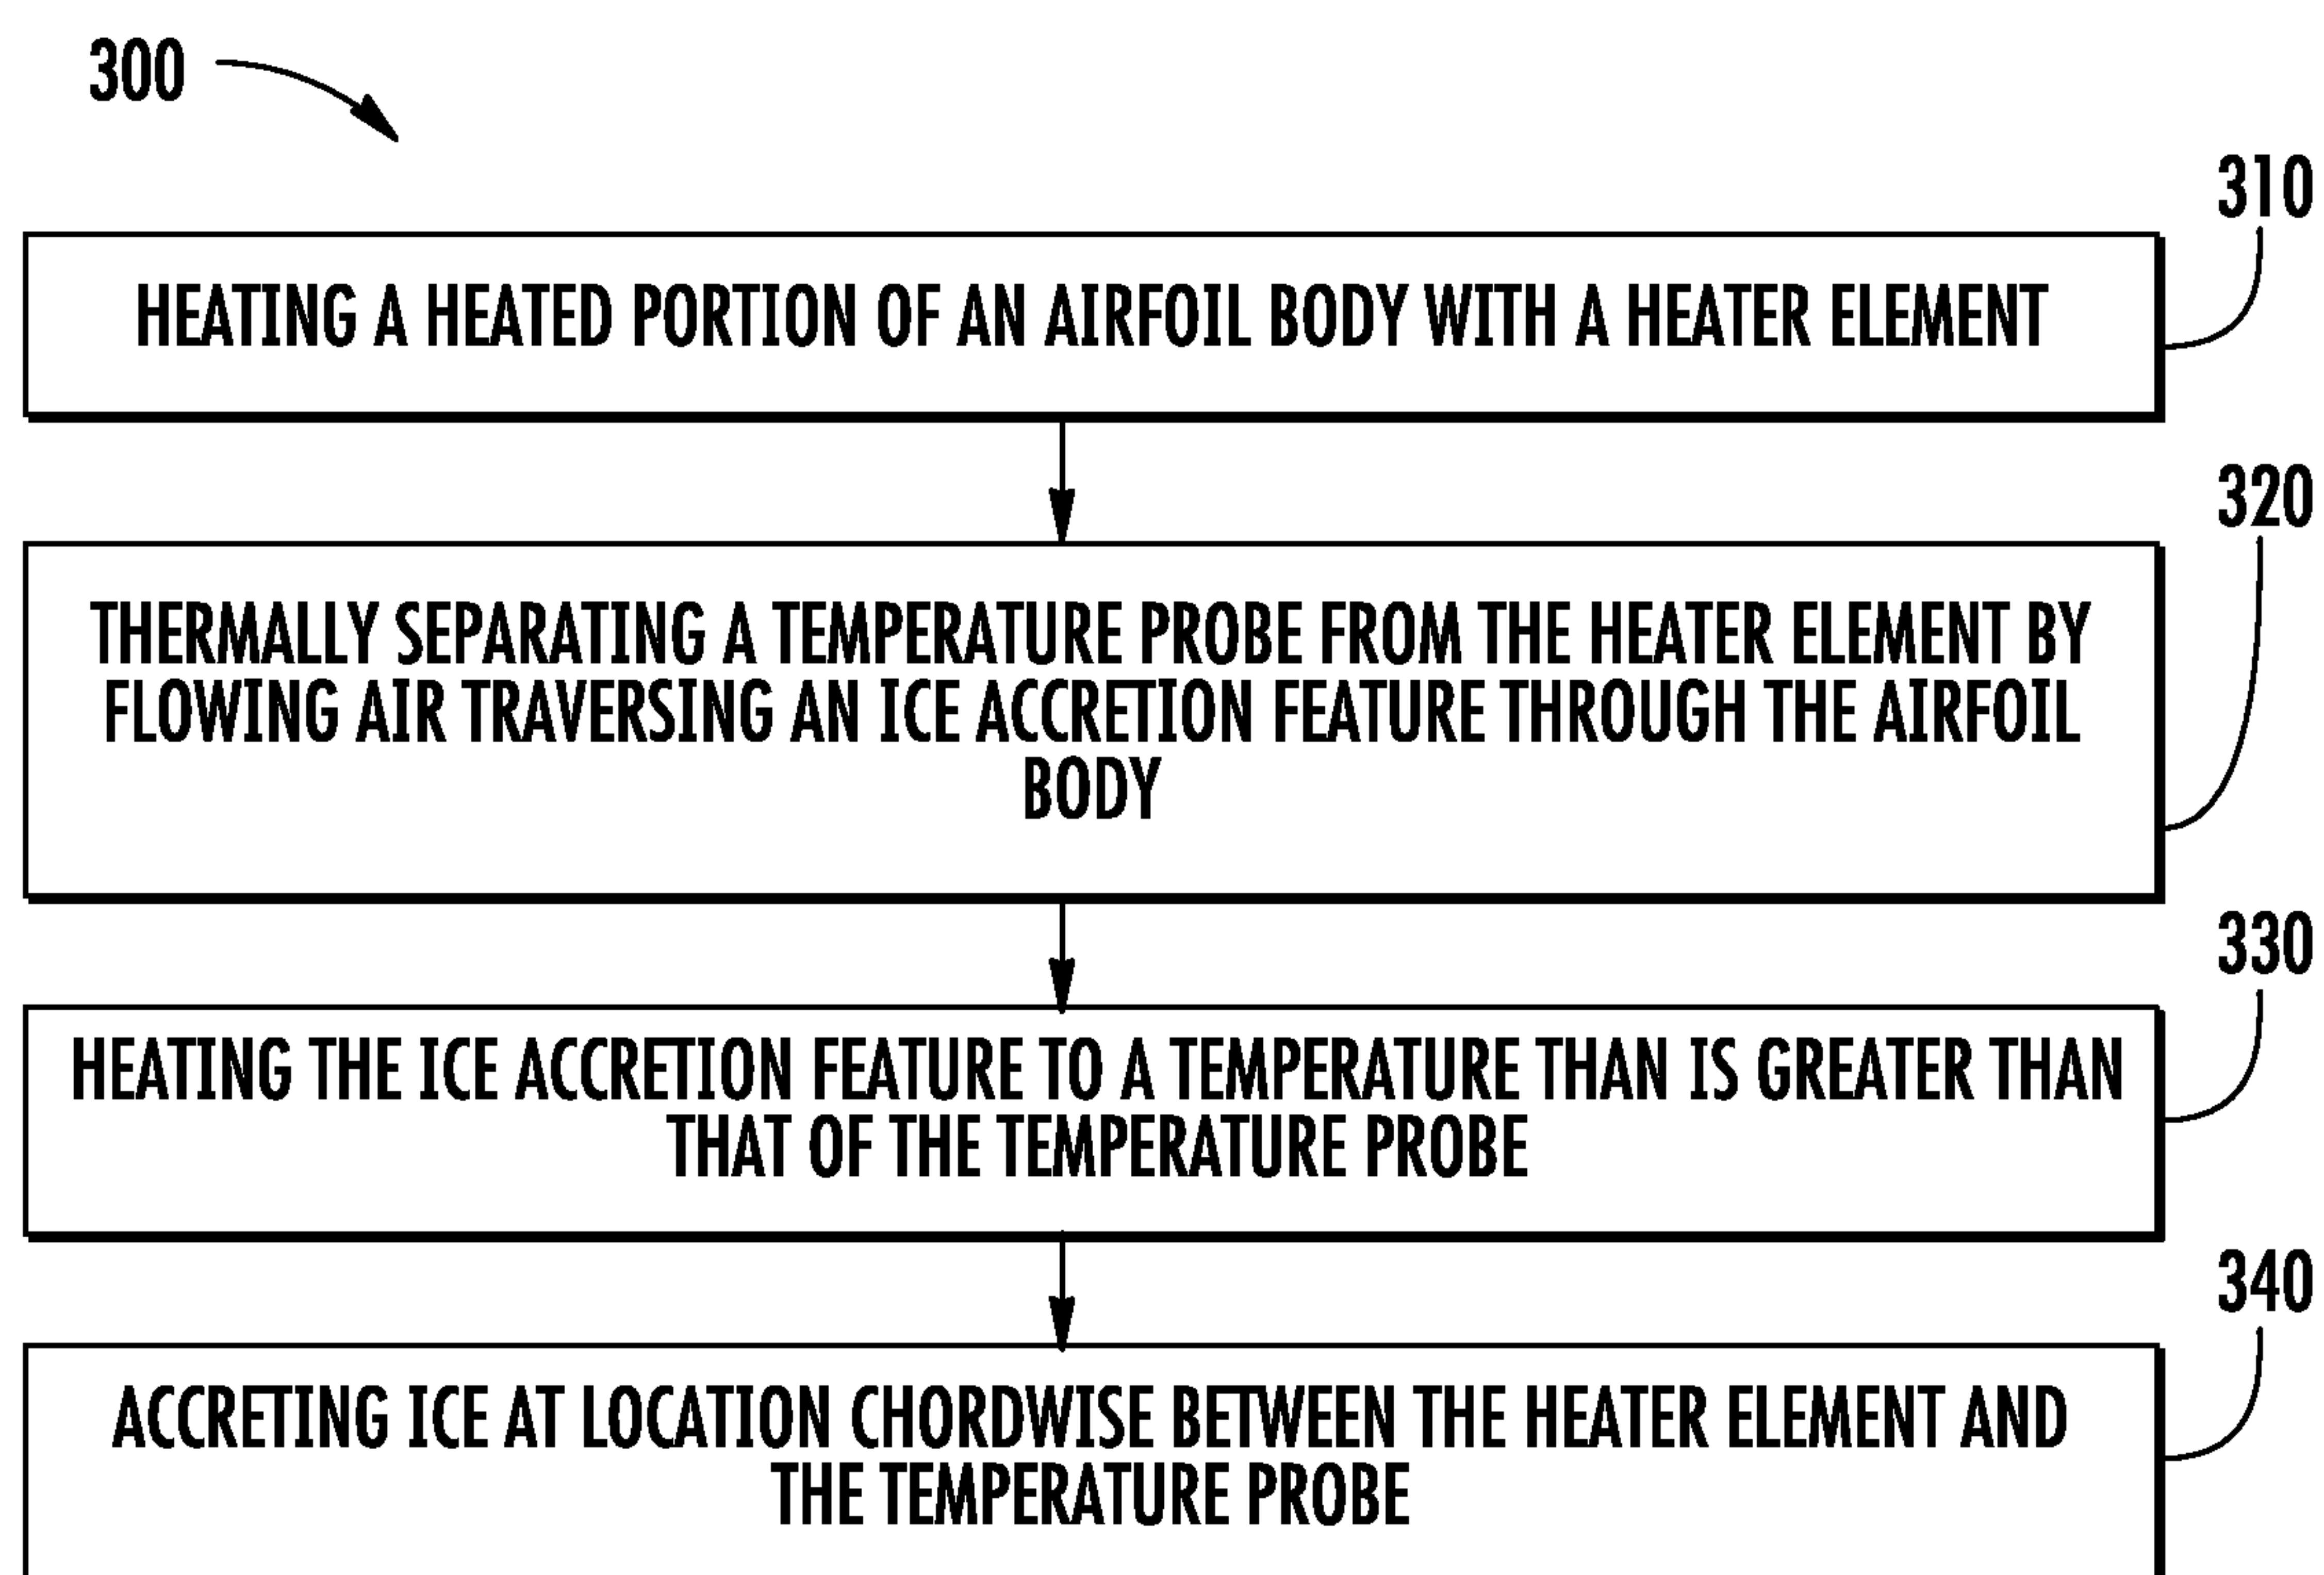 300
310
HEATING A HEATED PORTION OF AN AIRFOIL BODY WITH A HEATER ELEMENT
320
THERMALLY SEPARATING A TEMPERATURE PROBE FROM THE HEATER ELEMENT BY
FLOWING AIR TRAVERSING AN ICE ACCRETION FEATURE THROUGH THE AIRFOIL
BODY
330
HEATING THE ICE ACCRETION FEATURE TO A TEMPERATURE THAN IS GREATER THAN
THAT OF THE TEMPERATURE PROBE
340
ACCRETING ICE AT LOCATION CHORDWISE BETWEEN THE HEATER ELEMENT AND
THE TEMPERATURE PROBE